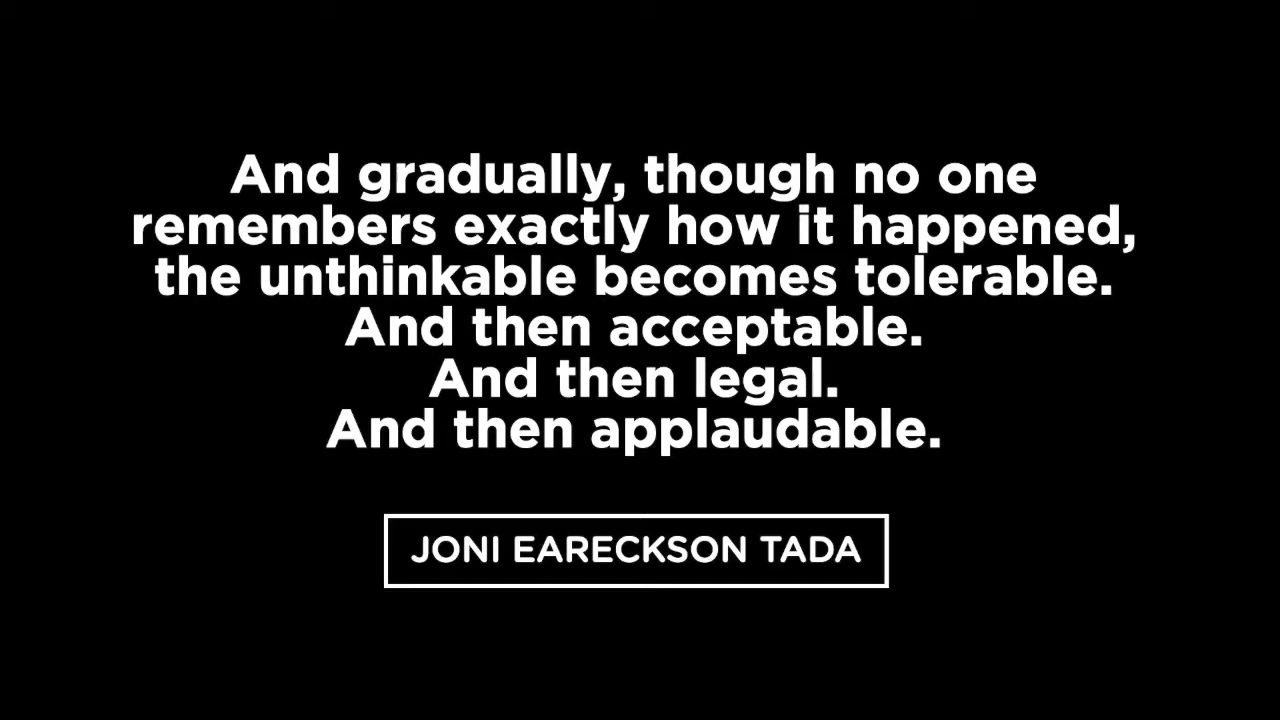 And gradually, though no one
remembers exactly how it happened,
the unthinkable becomes tolerable.
And then acceptable.
And then legal.
And then applaudable.
JONI EARECKSON TADA